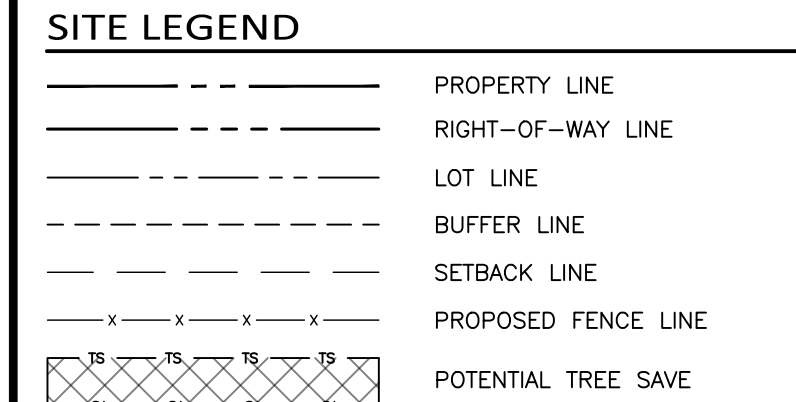 SITE LEGEND
PROPERTY LINE
RIGHT-OF-WAY LINE
LOT LINE
BUFFER LINE
SETBACK LINE
X X X X PROPOSED FENCE LINE
TS TS TS TS
POTENTIAL TREE SAVE